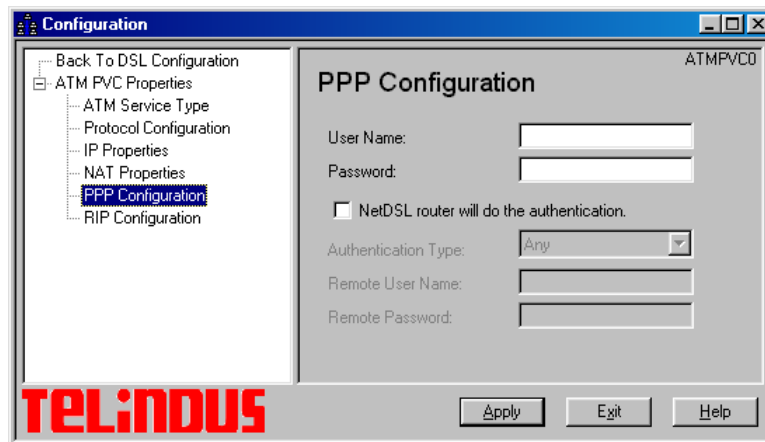 Configuration
Back To DSL Configuration
ATM PVC Properties
ATM Service Type
Protocol Configuration
IP Properties
NAT Properties
PPP Configuration
RIP Configuration
ATMPVC0
PPP Configuration
User Name:
Password:
NetDSL router will do the authentication.
Authentication Type:
Any
Remote User Name:
Remote Password:
TELiNDUS
Apply
Exit
Help